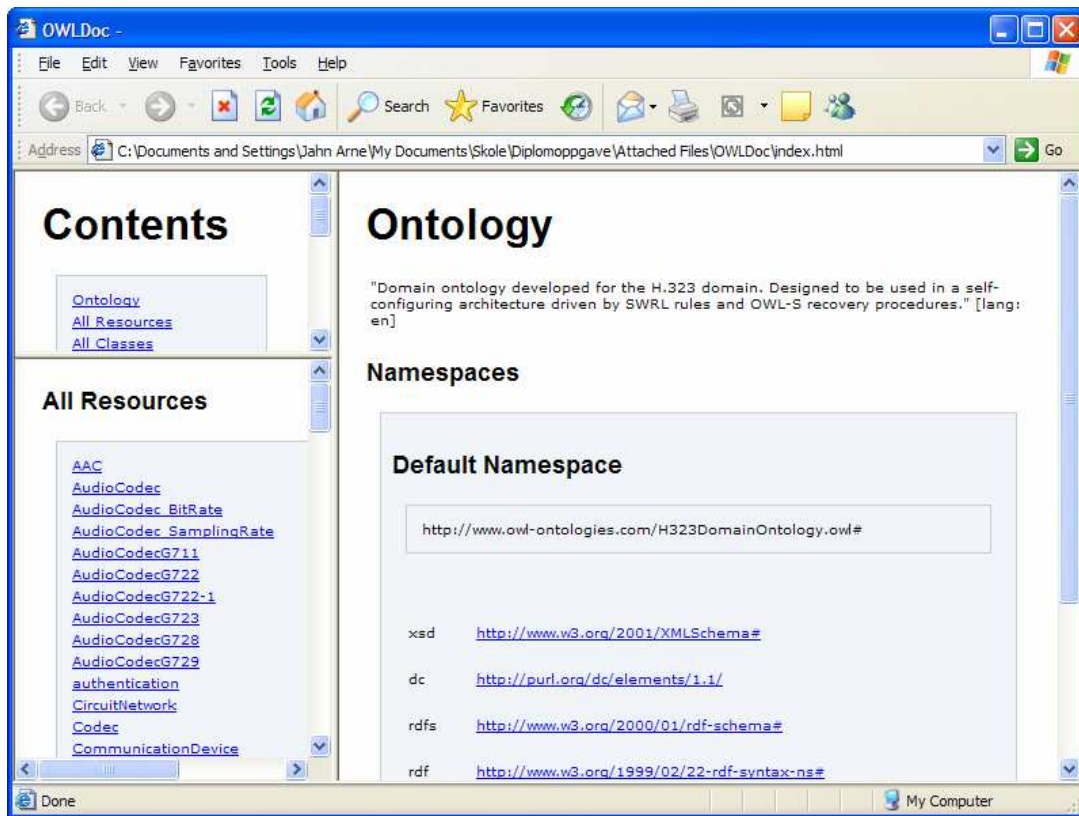 OWLDoc -
File Edit View Favorites Tools Help
Back Search Favorites
Address C:\Documents and Settings\Jahn Arne\My Documents\Skole\Diplomoppgave\Attached Files\OWLDoc\index.html Go
Contents
Ontology
All Resources
All Classes
All Resources
AAC
AudioCodec
AudioCodec_BitRate
AudioCodec_SamplingRate
AudioCodecG711
AudioCodecG722
AudioCodecG722-1
AudioCodecG723
AudioCodecG728
AudioCodecG729
authentication
CircuitNetwork
Codec
CommunicationDevice
Ontology
"Domain ontology developed for the H.323 domain. Designed to be used in a self-
configuring architecture driven by SWRL rules and OWL-S recovery procedures." [lang:
en]
Namespaces
Default Namespace
http://www.owl-ontologies.com/H323DomainOntology.owl#
xsd http://www.w3.org/2001/XMLSchema#
dc http://purl.org/dc/elements/1.1/
rdfs http://www.w3.org/2000/01/rdf-schema#
rdf http://www.w3.org/1999/02/22-rdf-syntax-ns#
Done My Computer